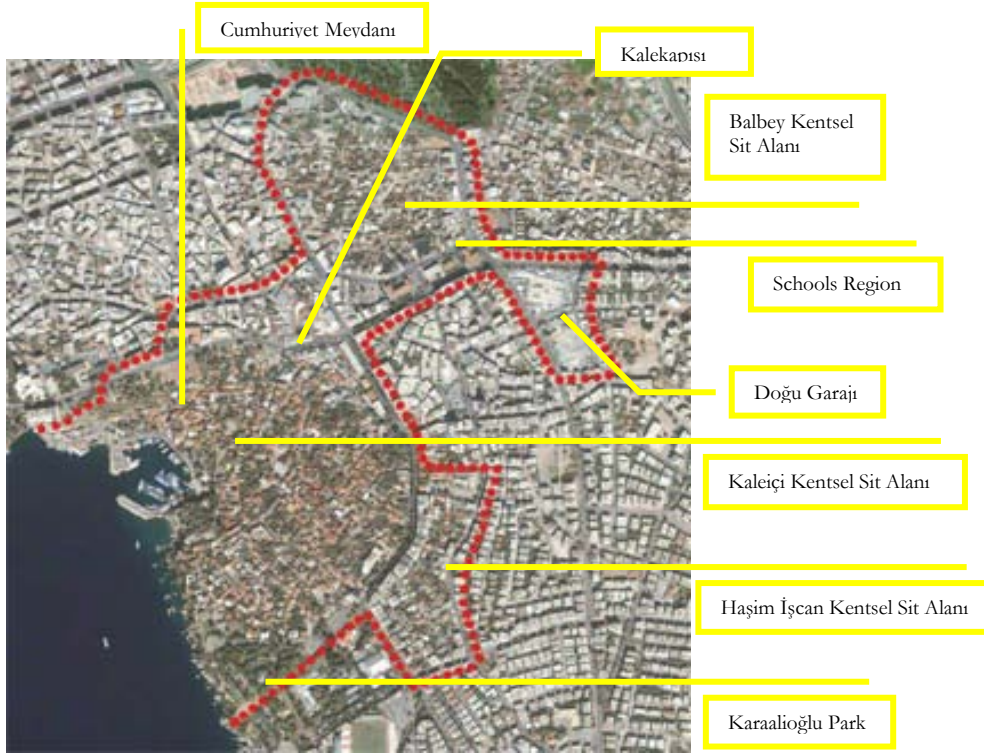 Cumhuriyet Meydanı
Kalekapısı
Balbey Kentsel
Sit Alanı
Schools Region
Doğu Garajı
Kaleiçi Kentsel Sit Alanı
Haşim İşcan Kentsel Sit Alanı
Karaalioğlu Park